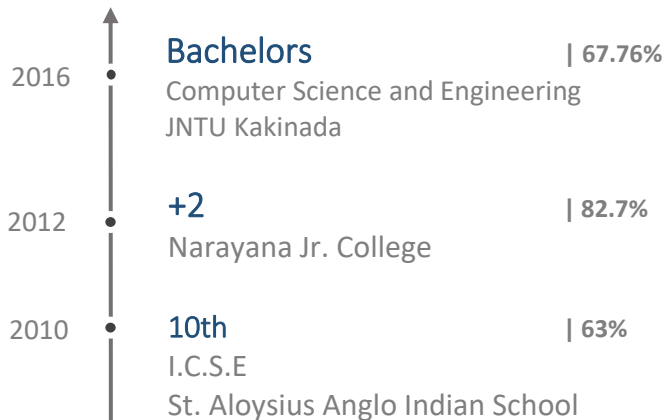 2016
Bachelors | 67.76%
Computer Science and Engineering
JNTU Kakinada
2012
+2 | 82.7%
Narayana Jr. College
2010
10th | 63%
I.C.S.E
St. Aloysius Anglo Indian School